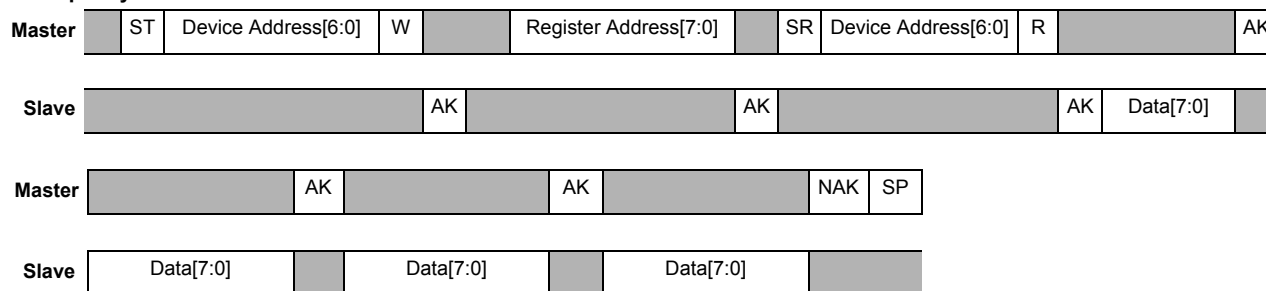 Master ST Device Address[6:0] W Register Address[7:0] SR Device Address[6:0] R AK
Slave AK AK AK Data[7:0]
Master AK AK NAK SP
Slave Data[7:0] Data[7:0] Data[7:0]